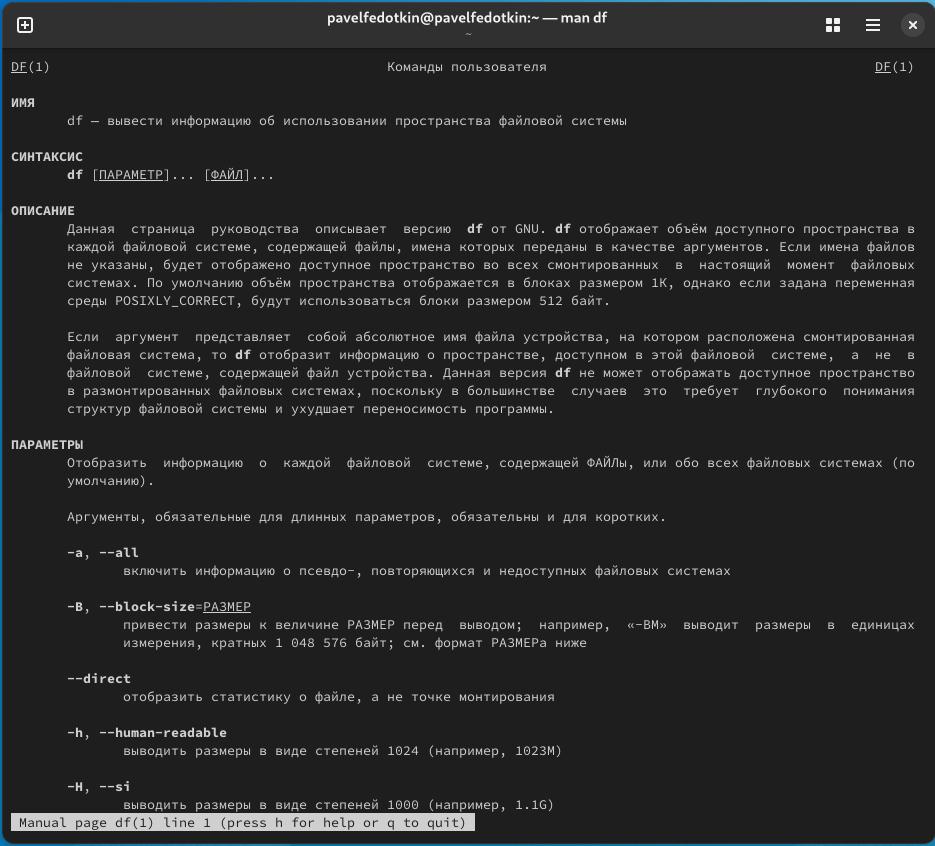 pavelfedotkin@pavelfedotkin:~ — man df
~
DF(1) Команды пользователя DF(1)
ИМЯ
df — вывести информацию об использовании пространства файловой системы
СИНТАКСИС
df [ПАРАМЕТР]... [ФАЙЛ]...
ОПИСАНИЕ
Данная страница руководства описывает версию df от GNU. df отображает объём доступного пространства в
каждой файловой системе, содержащей файлы, имена которых переданы в качестве аргументов. Если имена файлов
не указаны, будет отображено доступное пространство во всех смонтированных в настоящий момент файловых
системах. По умолчанию объём пространства отображается в блоках размером 1К, однако если задана переменная
среды POSIXLY_CORRECT, будут использоваться блоки размером 512 байт.
Если аргумент представляет собой абсолютное имя файла устройства, на котором расположена смонтированная
файловая система, то df отобразит информацию о пространстве, доступном в этой файловой системе, а не в
файловой системе, содержащей файл устройства. Данная версия df не может отображать доступное пространство
в размонтированных файловых системах, поскольку в большинстве случаев это требует глубокого понимания
структур файловой системы и ухудшает переносимость программы.
ПАРАМЕТРЫ
Отобразить информацию о каждой файловой системе, содержащей ФАЙЛы, или обо всех файловых системах (по
умолчанию).
Аргументы, обязательные для длинных параметров, обязательны и для коротких.
-a, --all
включить информацию о псевдо-, повторяющихся и недоступных файловых системах
-B, --block-size=РАЗМЕР
привести размеры к величине РАЗМЕР перед выводом; например, «-BM» выводит размеры в единицах
измерения, кратных 1 048 576 байт; см. формат РАЗМЕРа ниже
--direct
отобразить статистику о файле, а не точке монтирования
-h, --human-readable
выводить размеры в виде степеней 1024 (например, 1023M)
-H, --si
выводить размеры в виде степеней 1000 (например, 1.1G)
Manual page df(1) line 1 (press h for help or q to quit)